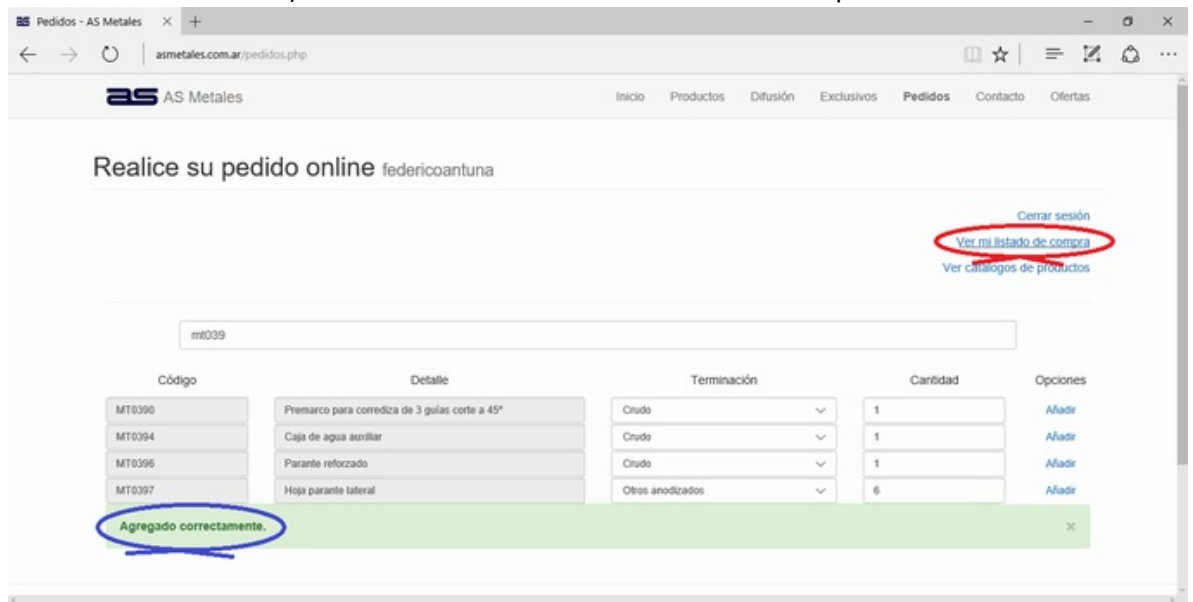 Pedidos - AS Metales
asmetales.com.ar/pedidos.php
as AS Metales Inicio Productos Difusión Exclusivos Pedidos Contacto Ofertas
Realice su pedido online federicoantuna
Cerrar sesión
Ver mi listado de compra
Ver catálogos de productos
mt039
Código Detalle Terminación Cantidad Opciones
MT0390 Premarco para corrediza de 3 guías corte a 45° Crudo 1 Añadir
MT0394 Caja de agua auxiliar Crudo 1 Añadir
MT0396 Parante reforzado Crudo 1 Añadir
MT0397 Hoja parante lateral Otros anodizados 6 Añadir
Agregado correctamente. ×